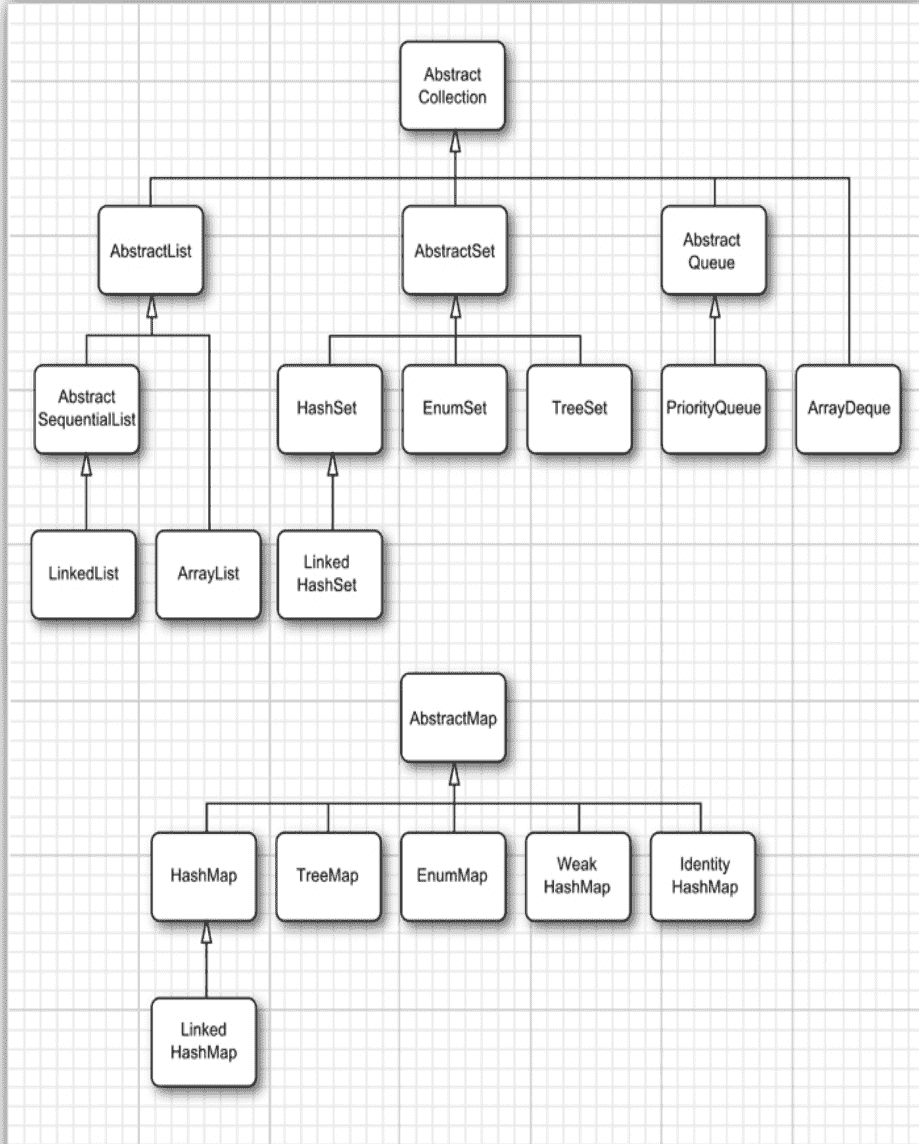 Abstract
Collection
AbstractList
AbstractSet
Abstract
Queue
Abstract
SequentialList
HashSet
EnumSet
TreeSet
PriorityQueue
ArrayDeque
LinkedList
ArrayList
Linked
HashSet
AbstractMap
HashMap
TreeMap
EnumMap
Weak
HashMap
Identity
HashMap
Linked
HashMap